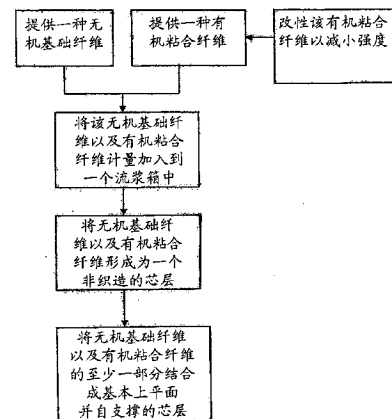 提供一种无
机基础纤维
提供一种有
机粘合纤维
改性该有机粘合
纤维以减小强度
将该无机基础纤
维以及有机粘合
纤维计量加入到
一个流浆箱中
将无机基础纤
维以及有机粘合
纤维形成为一个
非织造的芯层
将无机基础纤维
以及有机粘合纤维
的至少一部分结合
成基本上平面
并自支撑的芯层